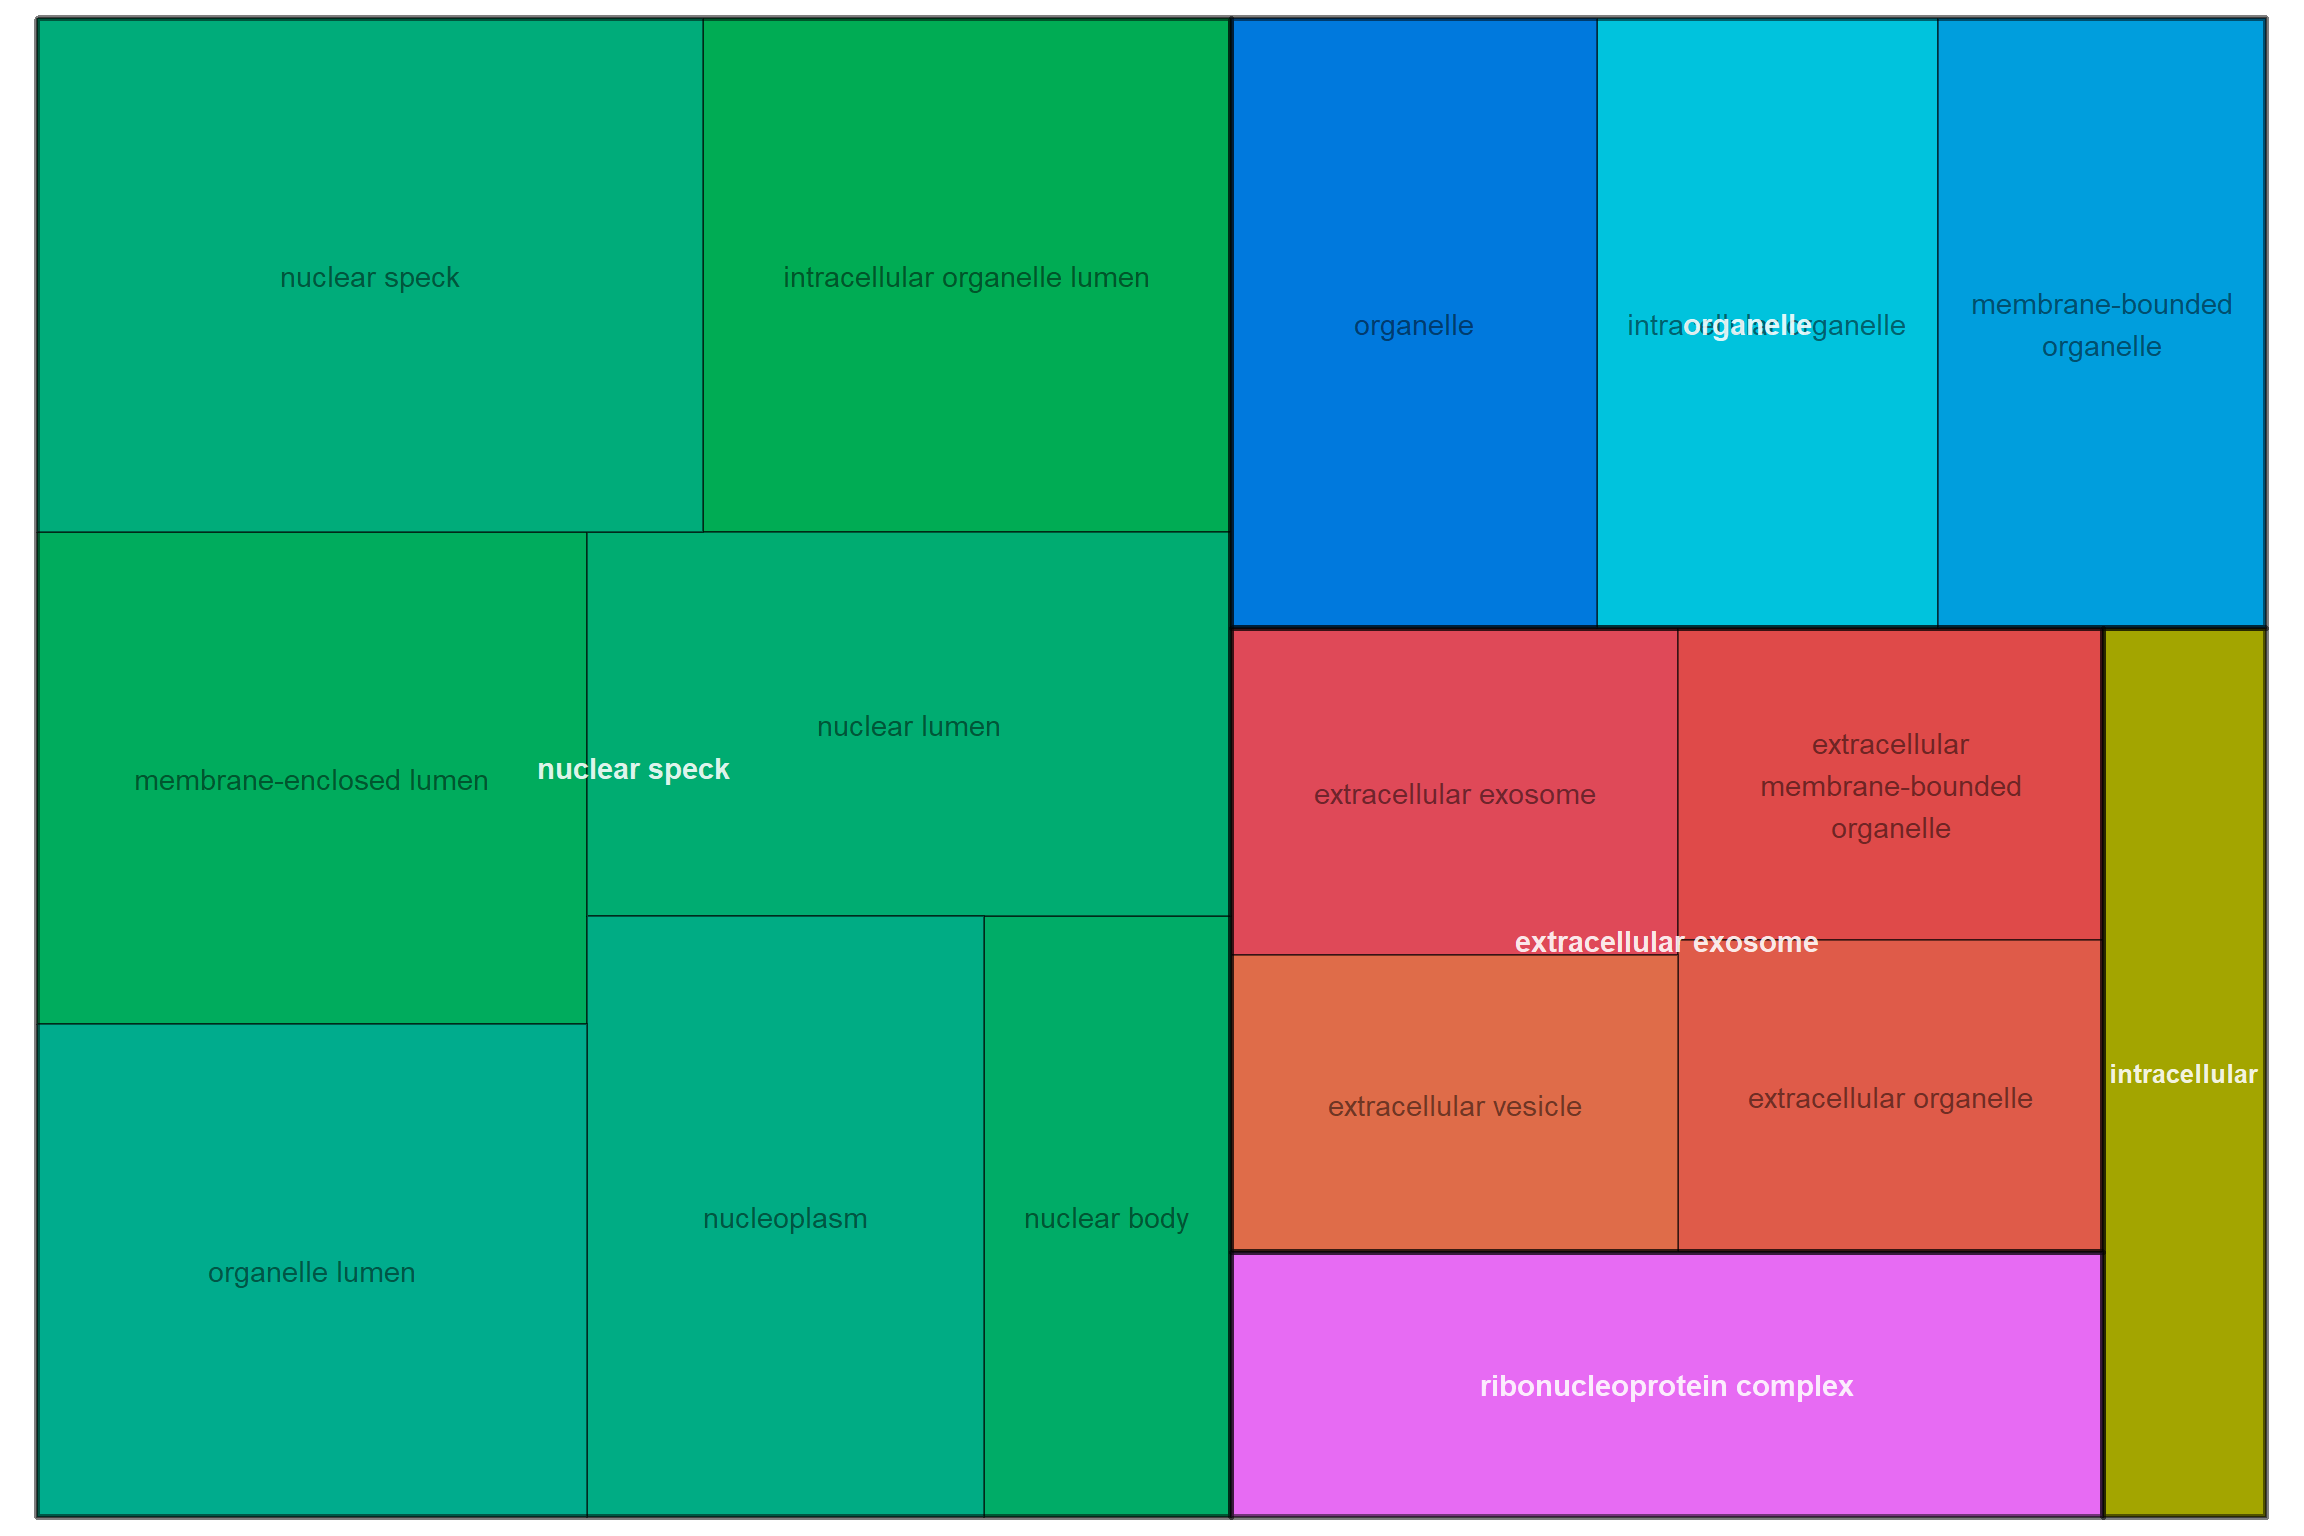 nuclear speck
intracellular organelle lumen
membrane-enclosed lumen
nuclear lumen
nuclear speck
organelle lumen
nucleoplasm
nuclear body
organelle
intracellular organelle
organelle
membrane-bounded
organelle
extracellular exosome
extracellular
membrane-bounded
organelle
extracellular exosome
extracellular vesicle
extracellular organelle
intracellular
ribonucleoprotein complex